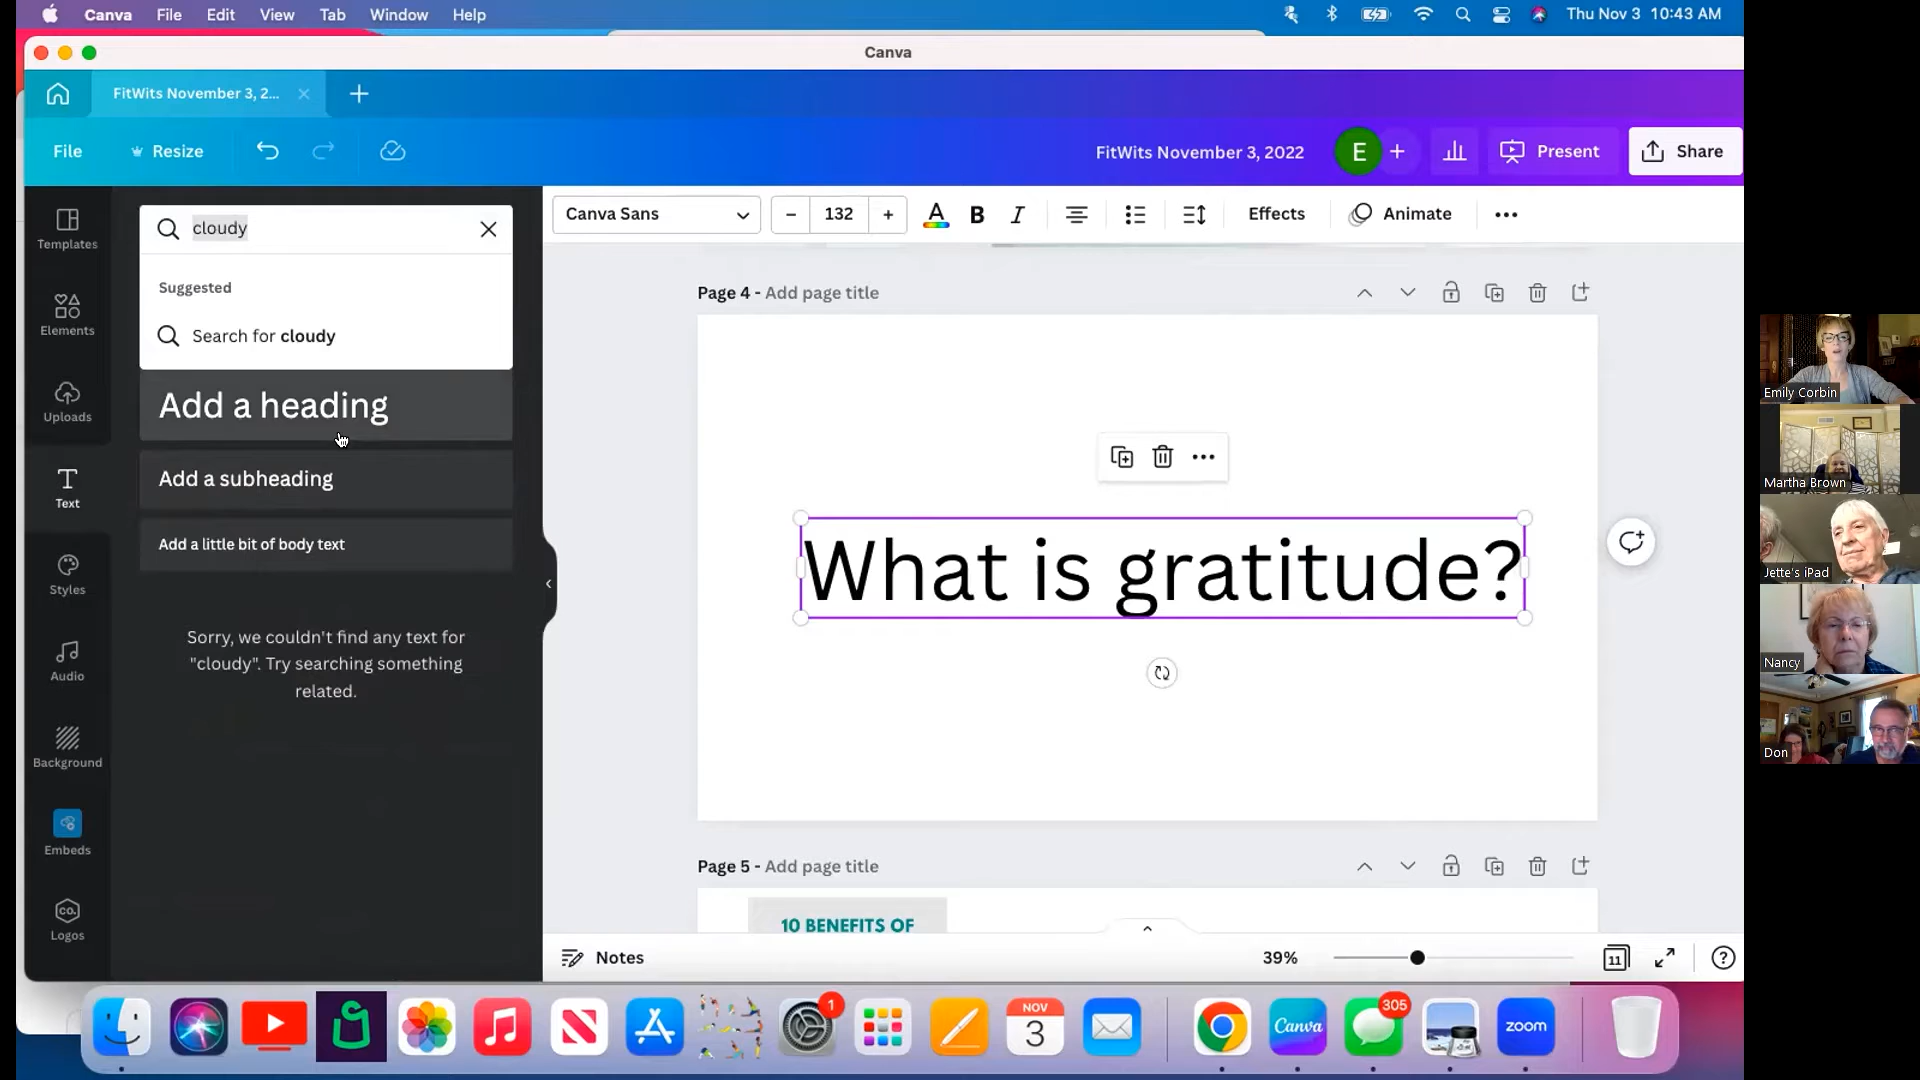 Canva File Edit View Tab Window Help
Thu Nov 3 10:43 AM
Canva
FitWits November 3, 2...
File Resize
FitWits November 3, 2022
E
Present
Share
Templates
Elements
Uploads
Text
Styles
Audio
Background
Embeds
CO.
Logos
cloudy
Suggested
Search for cloudy
Add a heading
Add a subheading
Add a little bit of body text
Sorry, we couldn't find any text for
"cloudy". Try searching something
related.
Canva Sans
132
A B I
Effects
Animate
Page 4 - Add page title
What is gratitude?
Page 5 - Add page title
10 BENEFITS OF
Notes
39%
11
?
Emily Corbin
Martha Brown
Jette's iPad
Nancy
Don
1
NOV
3
Canva
305
zoom